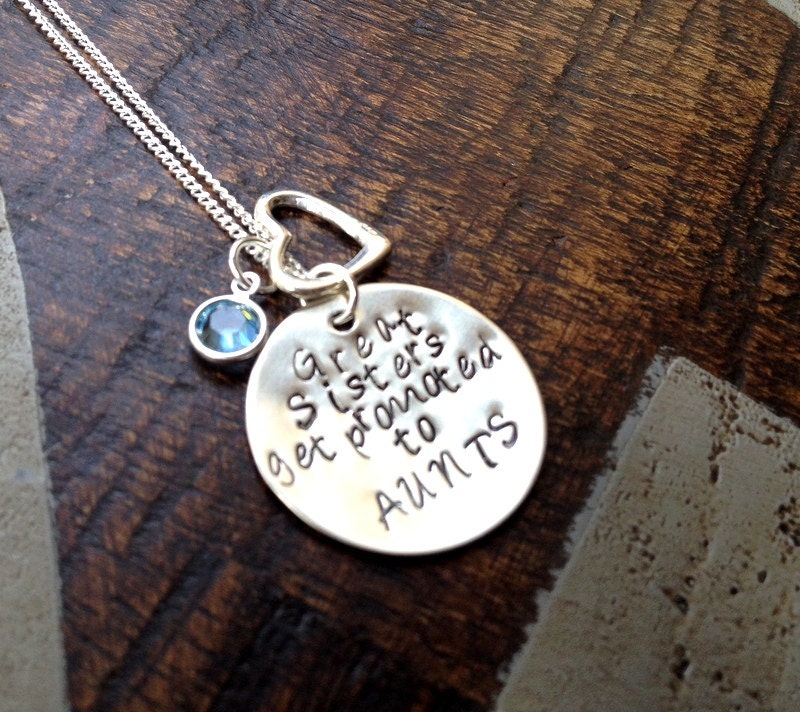 Great
Sisters
get promoted
to
AUNTS